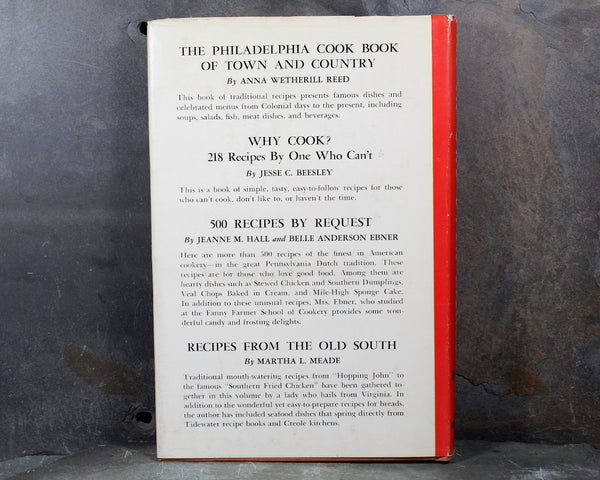 THE PHILADELPHIA COOK BOOK
OF TOWN AND COUNTRY
By ANNA WETHERILL REED
This book of traditional recipes presents famous dishes and
celebrated menus from Colonial days to the present, including
soups, salads, fish, meat dishes, and beverages.
WHY COOK?
218 Recipes By One Who Can't
By JESSE C. BEESLEY
This is a book of simple, tasty, easy-to-follow recipes for those
who can't cook, don't like to, or haven't the time.
500 RECIPES BY REQUEST
By JEANNE M. HALL and BELLE ANDERSON EBNER
Here are more than 500 recipes of the finest in American
cookery—in the great Pennsylvania Dutch tradition. These
recipes are for those who love good food. Among them are
hearty dishes such as Stewed Chicken and Southern Dumplings,
Veal Chops Baked in Cream, and Mile-High Sponge Cake.
In addition to these unusual recipes, Mrs. Ebner, who studied
at the Fanny Farmer School of Cookery provides some won-
derful candy and frosting delights.
RECIPES FROM THE OLD SOUTH
By MARTHA L. MEADE
Traditional mouth-watering recipes from "Hopping John" to
the famous "Southern Fried Chicken" have been gathered to-
gether in this volume by a lady who hails from Virginia. In
addition to the wonderful yet easy-to-prepare recipes for breads,
the author has included seafood dishes that spring directly from
Tidewater recipe books and Creole kitchens.